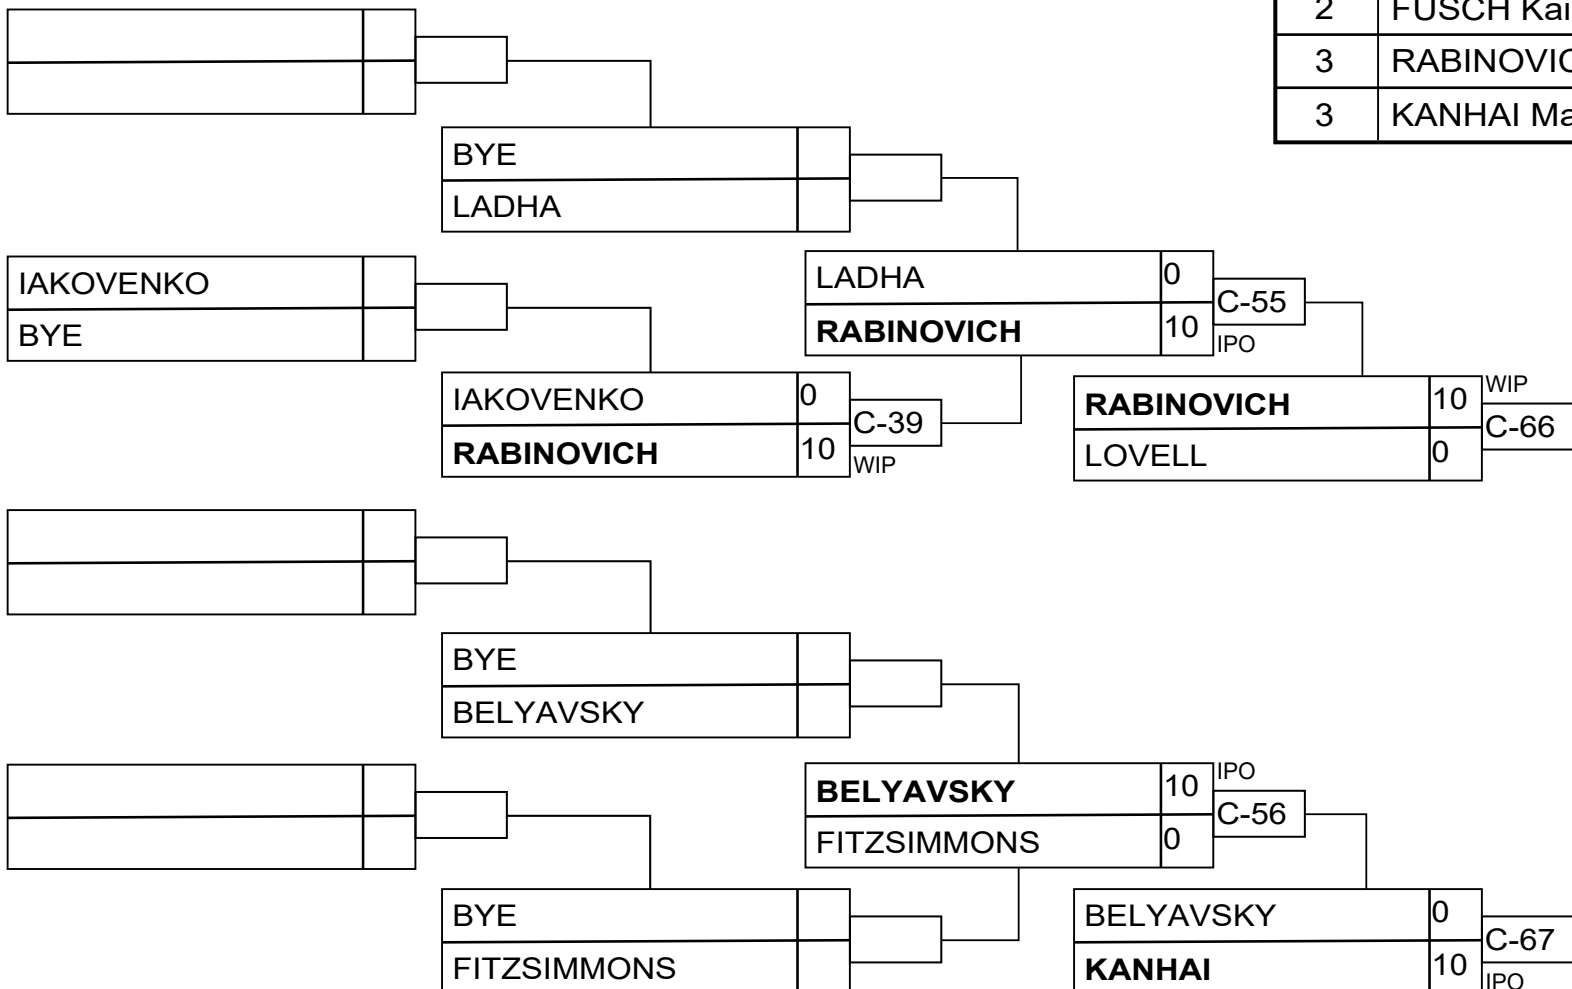 2 FUSCH Kai
3 RABINOVIC
3 KANHAI Ma
BYE
LADHA
IAKOVENKO
BYE
LADHA 0
C-55
RABINOVICH 10
IPO
IAKOVENKO 0
C-39
RABINOVICH 10
WIP
RABINOVICH 10
WIP
C-66
LOVELL 0
BYE
BELYAVSKY
BELYAVSKY 10
IPO
C-56
FITZSIMMONS 0
BYE
FITZSIMMONS
BELYAVSKY 0
C-67
KANHAI 10
IPO